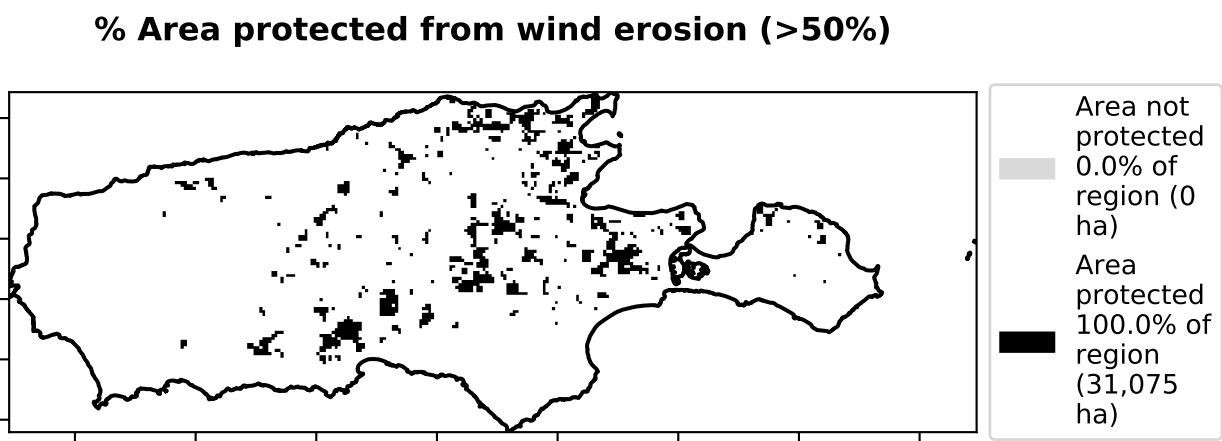 % Area protected from wind erosion (>50%)
Area not
protected
0.0% of
region (0
ha)
Area
protected
100.0% of
region
(31,075
ha)